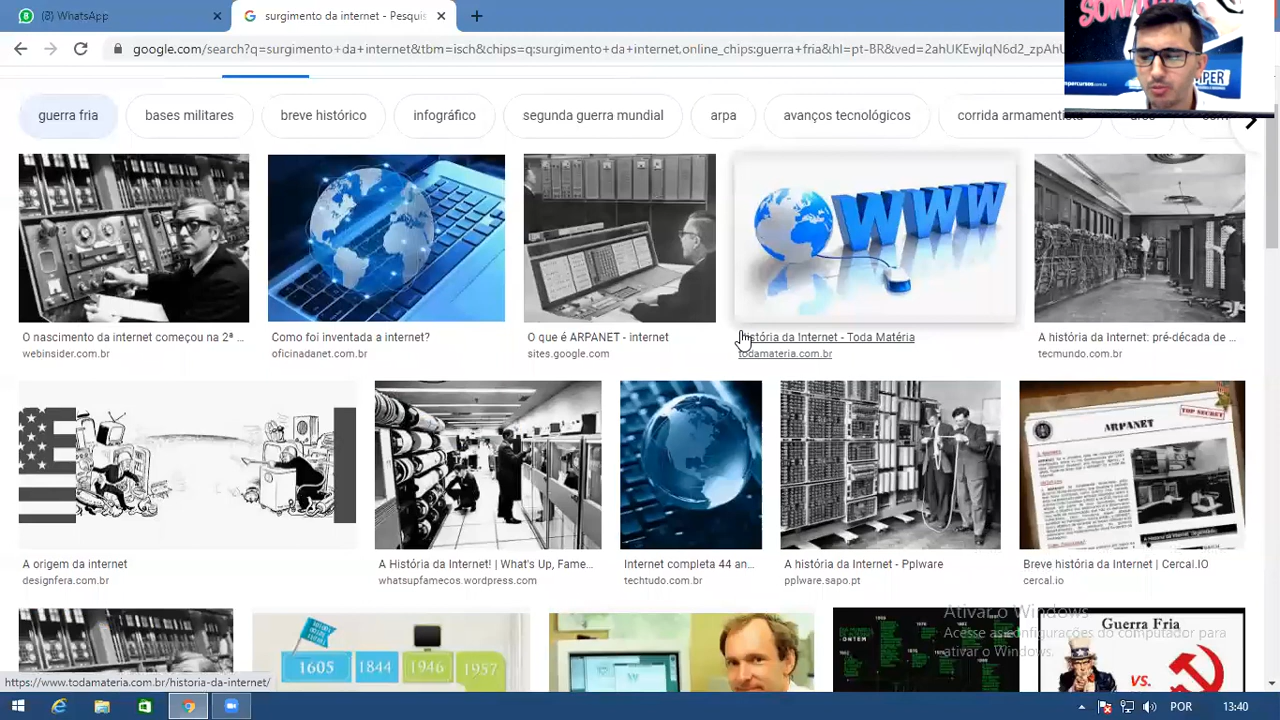 (8) WhatsApp
surgimento da internet - Pesquis
google.com/search?q=surgimento+da+internet&tbm=isch&chips=q:surgimento+da+internet,online_chips:guerra+fria&hl=pt-BR&ved=2ahUKEwjlqN6d2_zpAhU
guerra fria
bases militares
breve histórico
infográfico
segunda guerra mundial
arpa
avanços tecnológicos
corrida armamentista
WWW
O nascimento da internet começou na 2ª ...
webinsider.com.br
Como foi inventada a internet?
oficinadanet.com.br
O que é ARPANET - internet
sites.google.com
história da Internet - Toda Matéria
todamateria.com.br
A história da Internet: pré-década de ...
tecmundo.com.br
TOP SECRET
ARPANET
A origem da internet
designfera.com.br
A História da Internet! | What's Up, Fame...
whatsupfamecos.wordpress.com
Internet completa 44 an...
techtudo.com.br
A história da Internet - Pplware
pplware.sapo.pt
Breve história da Internet | Cercal.IO
cercal.io
1605
1844
1946
1957
ONTEM
Guerra Fria
VS.
Ativar o Windows
Acesse as configurações do computador para
ativar o Windows.
https://www.todamateria.com.br/historia-da-internet/
POR
13:40